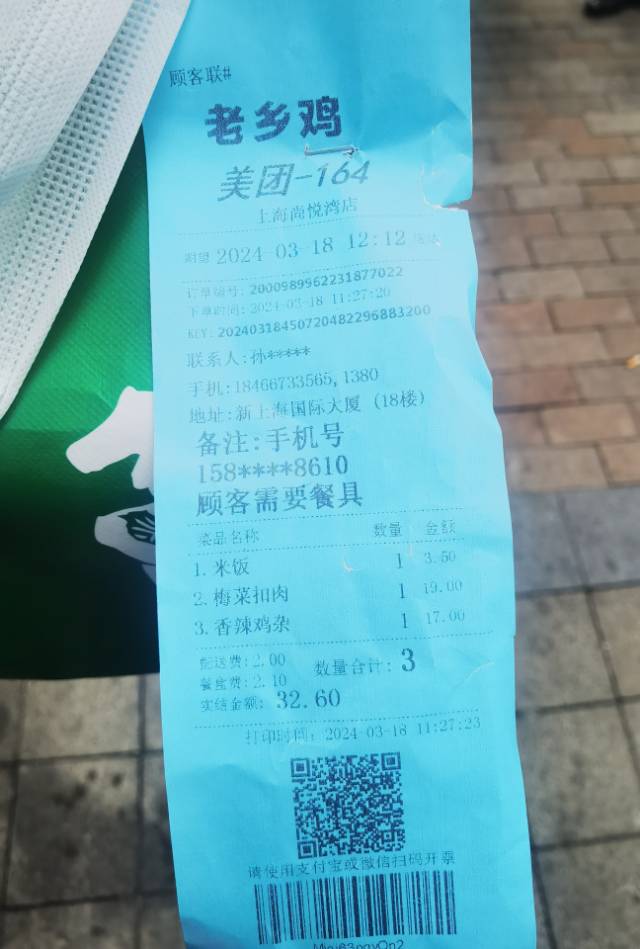 顾客联#
老乡鸡
美团-164
上海尚悦湾店
期望 2024-03-18 12:12 送达
订单编号: 2000989962231877022
下单时间: 2024-03-18 11:27:20
KEY: 20240318450720482296883200
联系人:孙*****
手机:18466733565,1380
地址:新上海国际大厦 (18楼)
备注:手机号
158****8610
顾客需要餐具
菜品名称 数量 金额
1. 米饭 1 3.50
2. 梅菜扣肉 1 19.00
3. 香辣鸡杂 1 17.00
配送费: 2.00 数量合计: 3
餐盒费: 2.10
实结金额: 32.60
打印时间: 2024-03-18 11:27:23
请使用支付宝或微信扫码开票